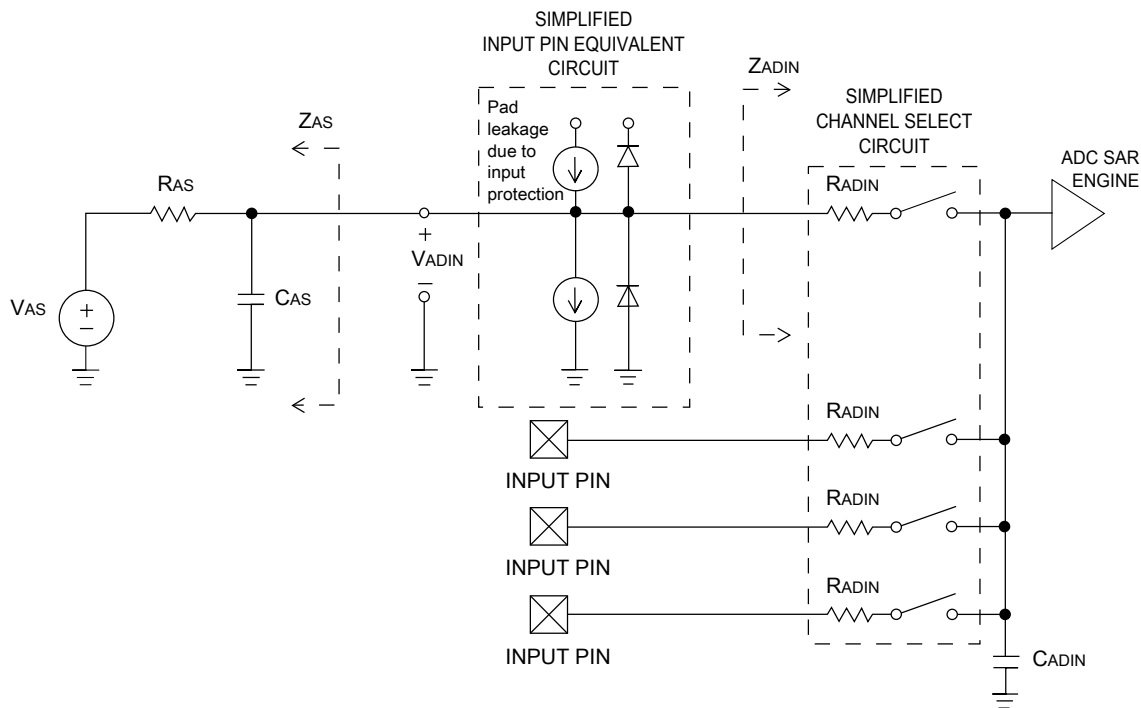 SIMPLIFIED
INPUT PIN EQUIVALENT
CIRCUIT
ZADIN
SIMPLIFIED
CHANNEL SELECT
CIRCUIT
Pad
leakage
due to
input
protection
ZAS
RAS
RADIN
ADC SAR
ENGINE
+
VADIN
–
CAS
VAS
+
–
RADIN
INPUT PIN
RADIN
INPUT PIN
RADIN
INPUT PIN
CADIN